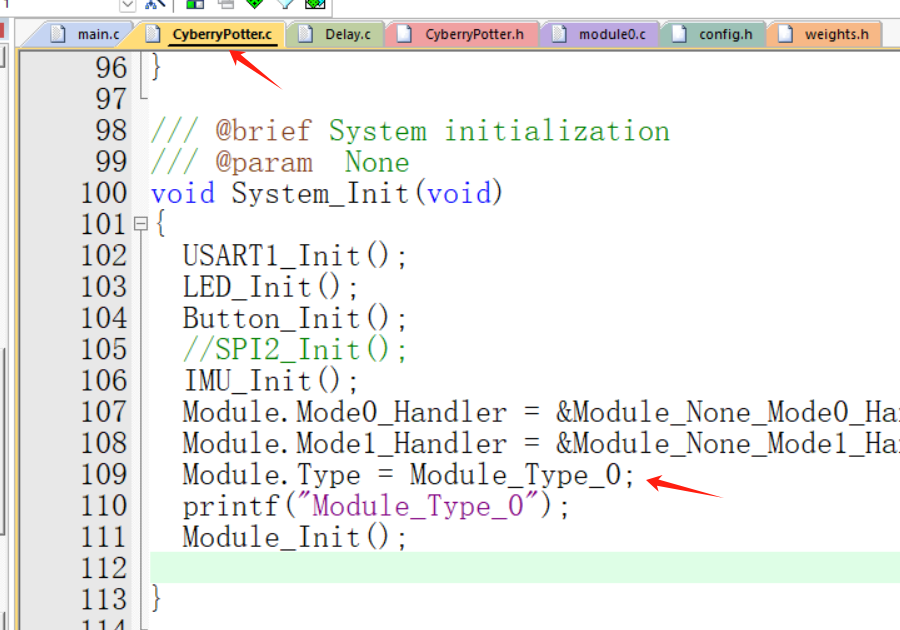 main.c CyberryPotter.c Delay.c CyberryPotter.h module0.c config.h weights.h
96 }
97
98 /// @brief System initialization
99 /// @param  None
100 void System_Init(void)
101 {
102 USART1_Init();
103 LED_Init();
104 Button_Init();
105 //SPI2_Init();
106 IMU_Init();
107 Module.Mode0_Handler = &Module_None_Mode0_Ha
108 Module.Mode1_Handler = &Module_None_Mode1_Ha
109 Module.Type = Module_Type_0;
110 printf("Module_Type_0");
111 Module_Init();
112
113 }
114